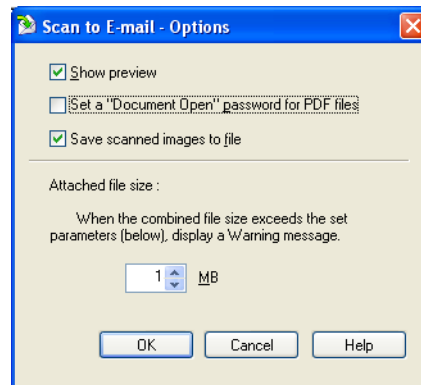 Scan to E-mail - Options
Show preview
Set a "Document Open" password for PDF files
Save scanned images to file
Attached file size :
When the combined file size exceeds the set
parameters (below), display a Warning message.
1 MB
OK Cancel Help